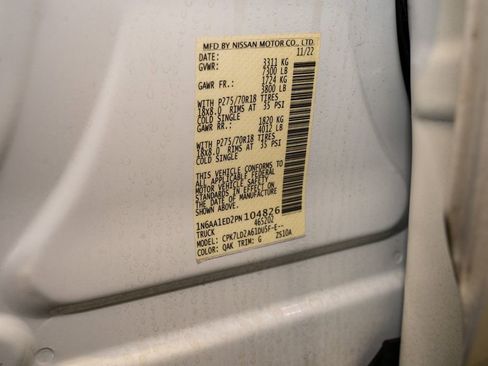 MFD BY NISSAN MOTOR CO., LTD.
DATE: 11/22
GVWR: 3311 KG
7300 LB
GAWR FR.: 1724 KG
3800 LB
WITH P275/70R18 TIRES
18X8.0 RIMS AT 35 PSI
COLD SINGLE
GAWR RR.: 1820 KG
4012 LB
WITH P275/70R18 TIRES
18X8.0 RIMS AT 35 PSI
COLD SINGLE
THIS VEHICLE CONFORMS TO
ALL APPLICABLE FEDERAL
MOTOR VEHICLE SAFETY
STANDARDS IN EFFECT ON
THE DATE OF MANUFACTURE
SHOWN ABOVE.
1N6AA1ED2PN104826
465202
TRUCK
MODEL: CPK7LD2A61DU5F-E--
COLOR: QAK TRIM: G 2S10A